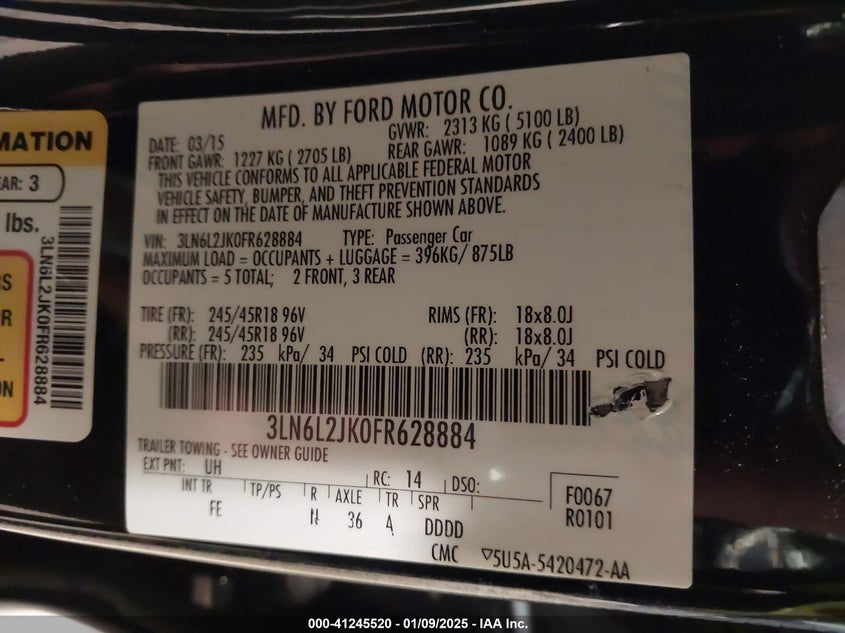 MATION
EAR: 3
lbs.
3LN6L2JK0FR628884
RS
OR
L
ON
MFD. BY FORD MOTOR CO.
DATE: 03/15 GVWR: 2313 KG ( 5100 LB)
FRONT GAWR: 1227 KG ( 2705 LB) REAR GAWR: 1089 KG ( 2400 LB)
THIS VEHICLE CONFORMS TO ALL APPLICABLE FEDERAL MOTOR
VEHICLE SAFETY, BUMPER, AND THEFT PREVENTION STANDARDS
IN EFFECT ON THE DATE OF MANUFACTURE SHOWN ABOVE.
VIN: 3LN6L2JK0FR628884 TYPE: Passenger Car
MAXIMUM LOAD = OCCUPANTS + LUGGAGE = 396KG/ 875LB
OCCUPANTS = 5 TOTAL; 2 FRONT, 3 REAR
TIRE (FR): 245/45R18 96V RIMS (FR): 18x8.0J
(RR): 245/45R18 96V (RR): 18x8.0J
PRESSURE (FR): 235 kPa/ 34 PSI COLD (RR): 235 kPa/ 34 PSI COLD
3LN6L2JK0FR628884
TRAILER TOWING - SEE OWNER GUIDE
EXT PNT: UH RC: 14 DSO:
INT TR TP/PS R AXLE TR SPR F0067
FE 36 4 DDDD R0101
CMC ▽5U5A-5420472-AA
000-41245520 - 01/09/2025 - IAA Inc.